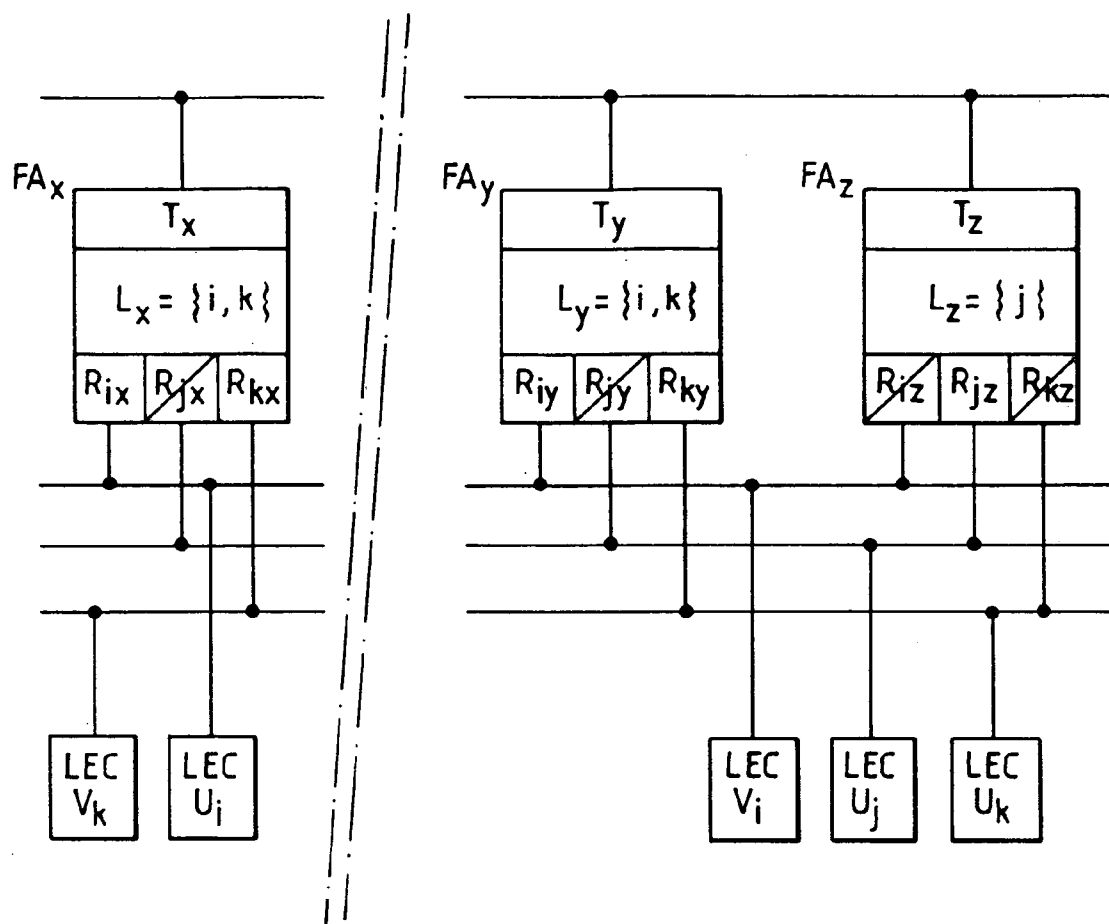 FAx
Tx
Lx = {i, k}
Rix Rjx Rkx
FAy
Ty
Ly = {i, k}
Riy Rjy Rky
FAz
Tz
Lz = {j}
Riz Rjz Rkz
LEC
Vk
LEC
Ui
LEC
Vi
LEC
Uj
LEC
Uk